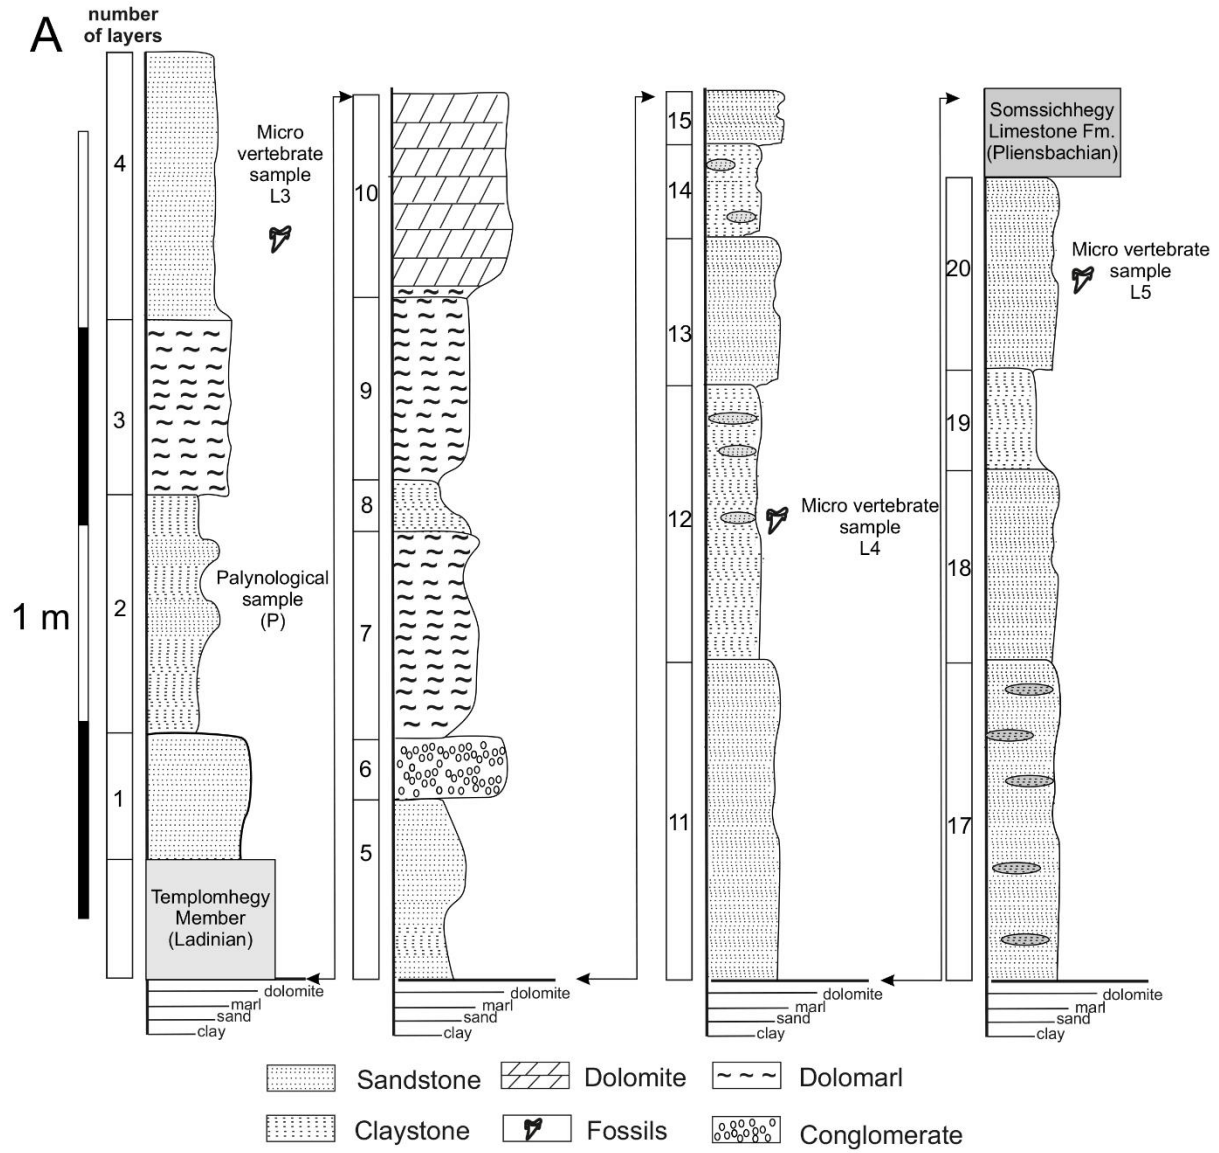 A
number
of layers
4
3
2
1
1 m
Micro
vertebrate
sample
L3
Palynological
sample
(P)
Templomhegy
Member
(Ladinian)
dolomite
marl
sand
clay
10
9
8
7
6
5
dolomite
marl
sand
clay
15
14
13
12
11
Micro vertebrate
sample
L4
dolomite
marl
sand
clay
Somssichhegy
Limestone Fm.
(Pliensbachian)
20
19
18
17
Micro vertebrate
sample
L5
dolomite
marl
sand
clay
Sandstone
Dolomite
Dolomarl
Claystone
Fossils
Conglomerate